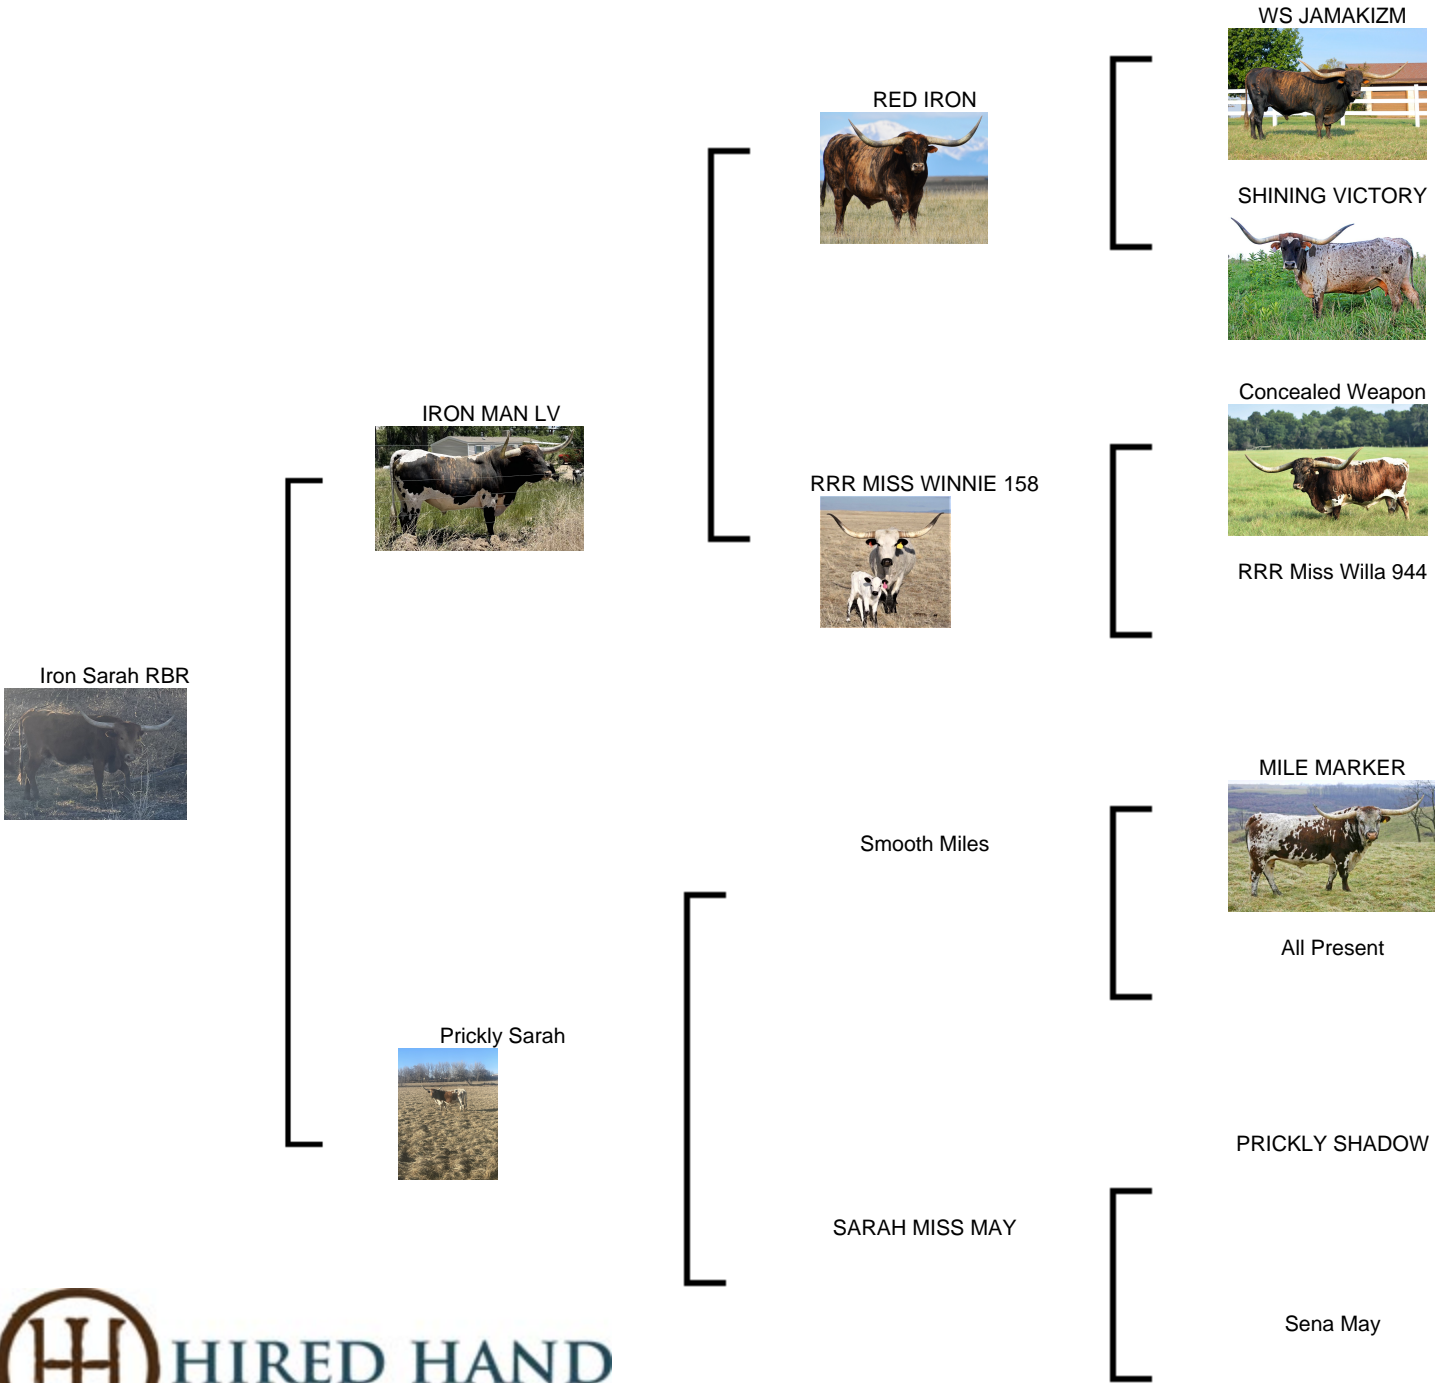 WS JAMAKIZM
RED IRON
SHINING VICTORY
Concealed Weapon
IRON MAN LV
RRR MISS WINNIE 158
RRR Miss Willa 944
Iron Sarah RBR
MILE MARKER
Smooth Miles
All Present
Prickly Sarah
PRICKLY SHADOW
SARAH MISS MAY
Sena May
HIRED HAND